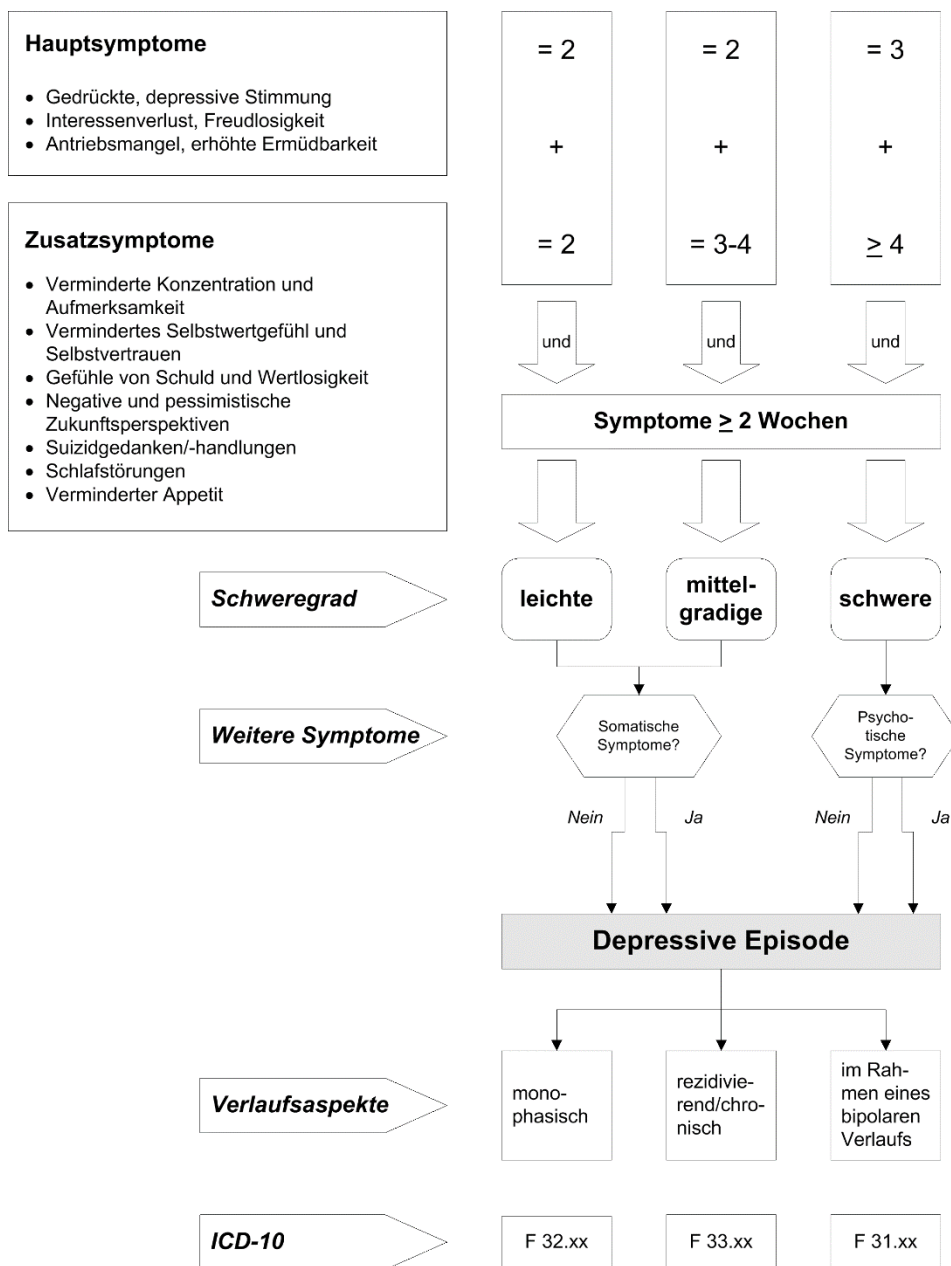 Hauptsymptome
• Gedrückte, depressive Stimmung
• Interessenverlust, Freudlosigkeit
• Antriebsmangel, erhöhte Ermüdbarkeit
= 2
= 2
= 3
+
+
+
= 2
= 3-4
≥ 4
Zusatzsymptome
• Verminderte Konzentration und
Aufmerksamkeit
• Vermindertes Selbstwertgefühl und
Selbstvertrauen
• Gefühle von Schuld und Wertlosigkeit
• Negative und pessimistische
Zukunftsperspektiven
• Suizidgedanken/-handlungen
• Schlafstörungen
• Verminderter Appetit
und
und
und
Symptome ≥ 2 Wochen
Schweregrad
leichte
mittel-
gradige
schwere
Weitere Symptome
Somatische
Symptome?
Psycho-
tische
Symptome?
Nein
Ja
Nein
Ja
Depressive Episode
Verlaufsaspekte
mono-
phasisch
rezidivie-
rend/chro-
nisch
im Rah-
men eines
bipolaren
Verlaufs
ICD-10
F 32.xx
F 33.xx
F 31.xx